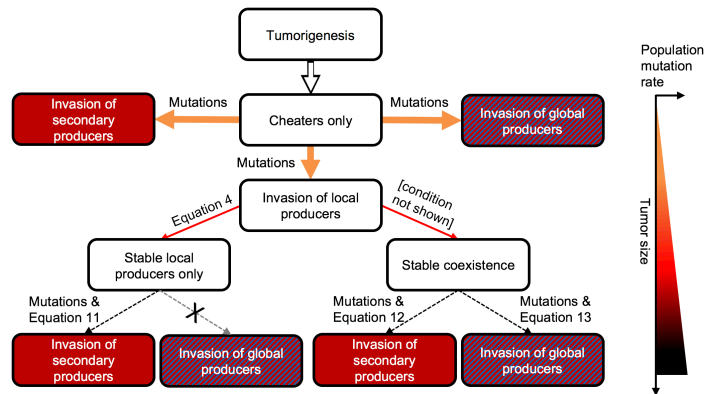 Tumorigenesis
Population
mutation
rate
Invasion of
secondary
producers
Mutations
Cheaters only
Mutations
Invasion of global
producers
Mutations
Equation 4
Invasion of local
producers
[condition
not shown]
Tumor size
Stable local
producers only
Stable coexistence
Mutations &
Equation 11
Mutations &
Equation 12
Mutations &
Equation 13
Invasion of
secondary
producers
Invasion of global
producers
Invasion of
secondary
producers
Invasion of global
producers